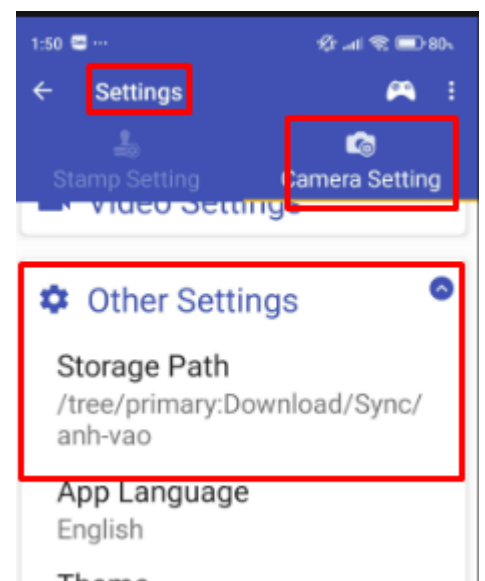 1:50
80
Settings
Stamp Setting
Camera Setting
Video Settings
Other Settings
Storage Path
/tree/primary:Download/Sync/
anh-vao
App Language
English
Theme